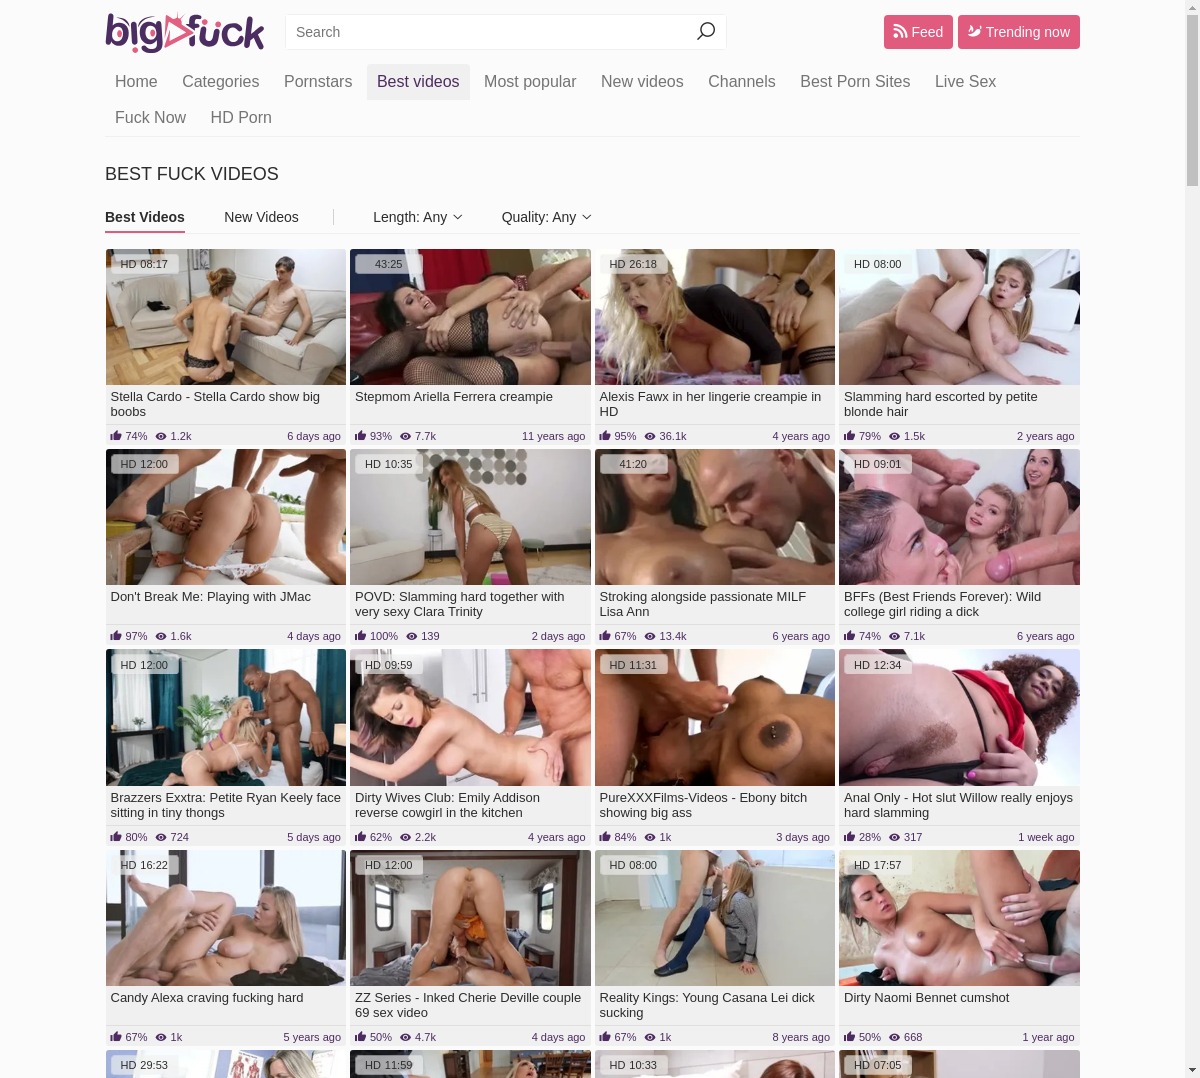 big fuck
Search
Feed
Trending now
Home Categories Pornstars Best videos Most popular New videos Channels Best Porn Sites Live Sex
Fuck Now HD Porn
BEST FUCK VIDEOS
Best Videos New Videos Length: Any Quality: Any
HD 08:17
43:25
HD 26:18
HD 08:00
Stella Cardo - Stella Cardo show big
boobs
Stepmom Ariella Ferrera creampie
Alexis Fawx in her lingerie creampie in
HD
Slamming hard escorted by petite
blonde hair
74% 1.2k 6 days ago
93% 7.7k 11 years ago
95% 36.1k 4 years ago
79% 1.5k 2 years ago
HD 12:00
HD 10:35
41:20
HD 09:01
Don't Break Me: Playing with JMac
POVD: Slamming hard together with
very sexy Clara Trinity
Stroking alongside passionate MILF
Lisa Ann
BFFs (Best Friends Forever): Wild
college girl riding a dick
97% 1.6k 4 days ago
100% 139 2 days ago
67% 13.4k 6 years ago
74% 7.1k 6 years ago
HD 12:00
HD 09:59
HD 11:31
HD 12:34
Brazzers Exxtra: Petite Ryan Keely face
sitting in tiny thongs
Dirty Wives Club: Emily Addison
reverse cowgirl in the kitchen
PureXXXFilms-Videos - Ebony bitch
showing big ass
Anal Only - Hot slut Willow really enjoys
hard slamming
80% 724 5 days ago
62% 2.2k 4 years ago
84% 1k 3 days ago
28% 317 1 week ago
HD 16:22
HD 12:00
HD 08:00
HD 17:57
Candy Alexa craving fucking hard
ZZ Series - Inked Cherie Deville couple
69 sex video
Reality Kings: Young Casana Lei dick
sucking
Dirty Naomi Bennet cumshot
67% 1k 5 years ago
50% 4.7k 4 days ago
67% 1k 8 years ago
50% 668 1 year ago
HD 29:53
HD 11:59
HD 10:33
HD 07:05